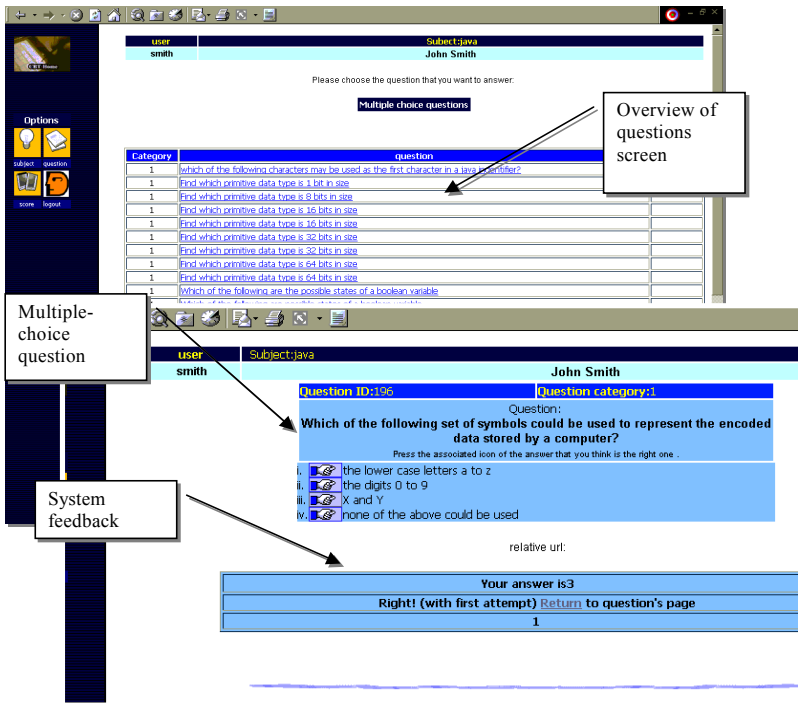 user Subect:java
smith John Smith
Please choose the question that you want to answer:
Multiple choice questions
Options
subject question
score logout
Category question
1 which of the following characters may be used as the first character in a java indentifier?
1 Find which primitive data type is 1 bit in size
1 Find which primitive data type is 8 bits in size
1 Find which primitive data type is 16 bits in size
1 Find which primitive data type is 16 bits in size
1 Find which primitive data type is 32 bits in size
1 Find which primitive data type is 32 bits in size
1 Find which primitive data type is 64 bits in size
1 Find which primitive data type is 64 bits in size
1 Which of the following are the possible states of a boolean variable
Overview of
questions
screen
Multiple-
choice
question
user Subject:java
smith John Smith
Question ID:196 Question category:1
Question:
Which of the following set of symbols could be used to represent the encoded
data stored by a computer?
Press the assoiated icon of the answer that you think is the right one .
i. the lower case letters a to z
ii. the digits 0 to 9
iii. X and Y
iv. none of the above could be used
System
feedback
relative url:
Your answer is3
Right! (with first attempt) Return to question's page
1